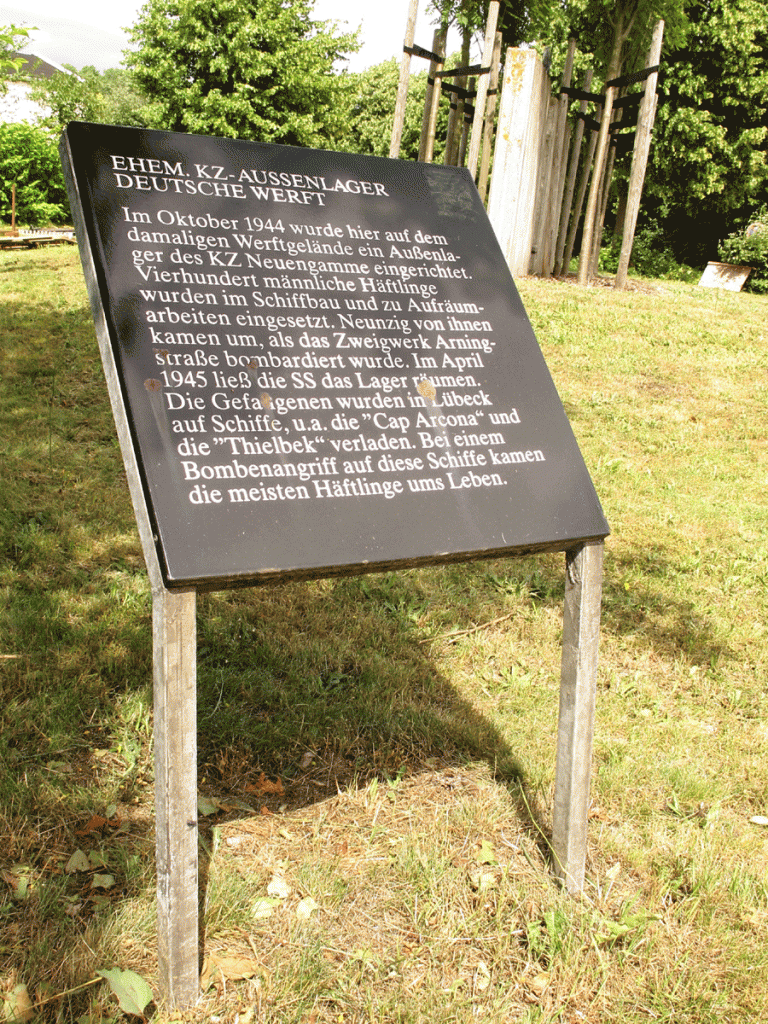 EHEM. KZ-AUSSENLAGER
DEUTSCHE WERFT
Im Oktober 1944 wurde hier auf dem
damaligen Werftgelände ein Außenla-
ger des KZ Neuengamme eingerichtet.
Vierhundert männliche Häftlinge
wurden im Schiffbau und zu Aufräum-
arbeiten eingesetzt. Neunzig von ihnen
kamen um, als das Zweigwerk Arning-
straße bombardiert wurde. Im April
1945 ließ die SS das Lager räumen.
Die Gefangenen wurden in Lübeck
auf Schiffe, u.a. die ”Cap Arcona“ und
die ”Thielbek“ verladen. Bei einem
Bombenangriff auf diese Schiffe kamen
die meisten Häftlinge ums Leben.